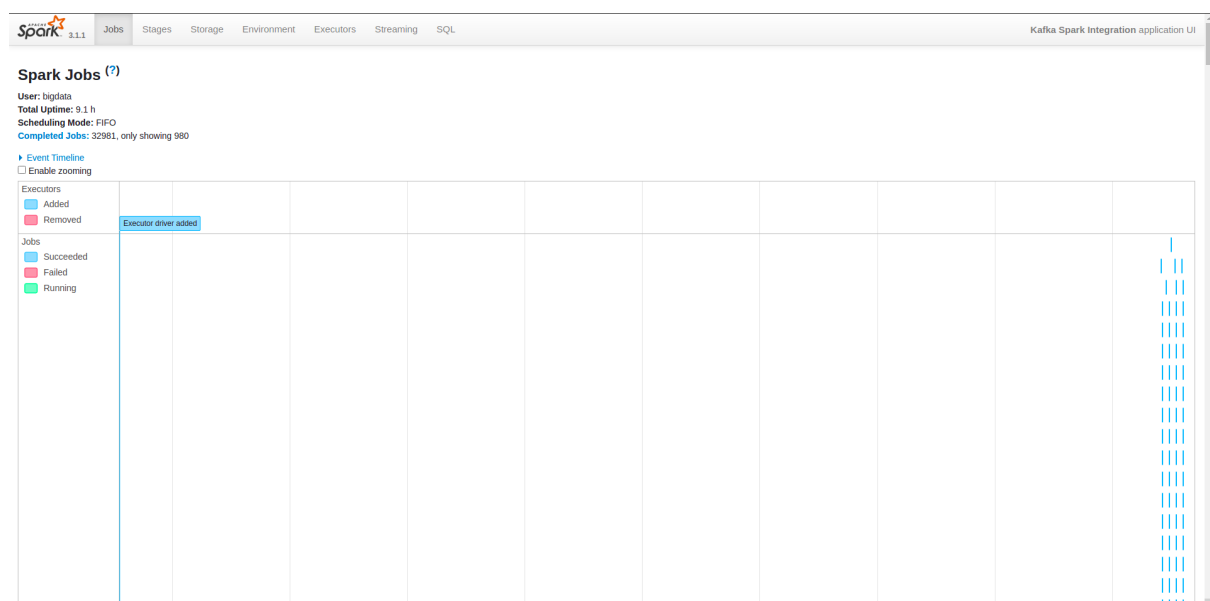 APACHE Spark 3.1.1 Jobs Stages Storage Environment Executors Streaming SQL Kafka Spark Integration application UI
Spark Jobs (?)
User: bigdata
Total Uptime: 9.1 h
Scheduling Mode: FIFO
Completed Jobs: 32981, only showing 980
Event Timeline
Enable zooming
Executors
Added
Removed
Executor driver added
Jobs
Succeeded
Failed
Running